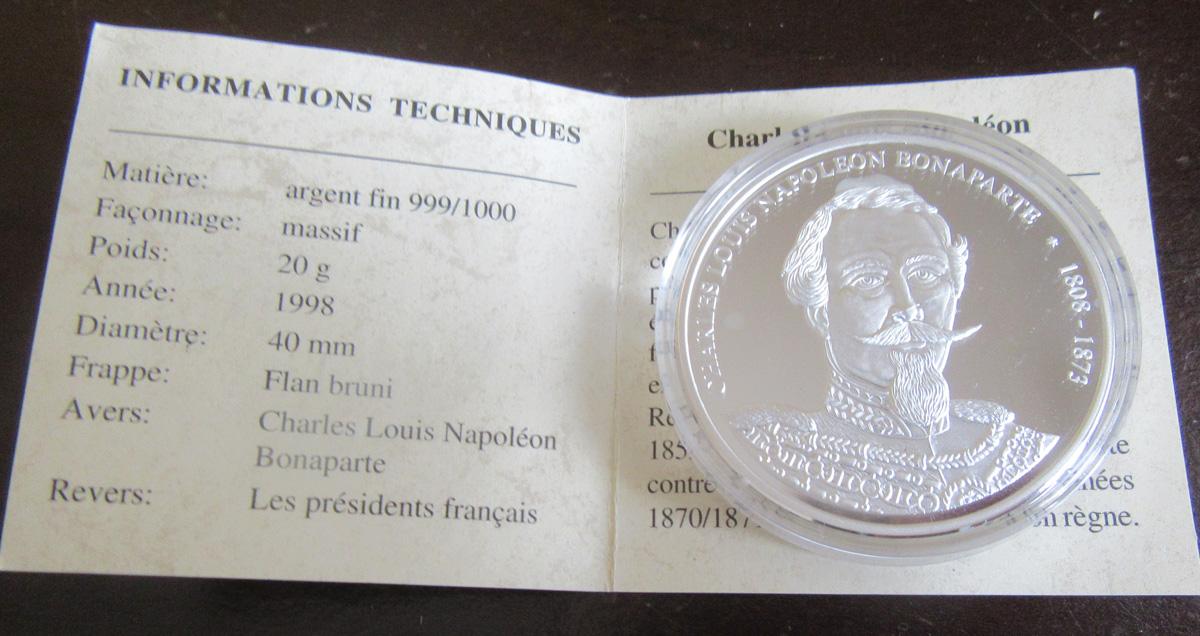 INFORMATIONS TECHNIQUES
Matière: argent fin 999/1000
Façonnage: massif
Poids: 20 g
Année: 1998
Diamètre: 40 mm
Frappe: Flan bruni
Avers: Charles Louis Napoléon
Bonaparte
Revers: Les présidents français
contre
1870/187
règne.
CHARLES LOUIS NAPOLEON BONAPARTE * 1808-1873